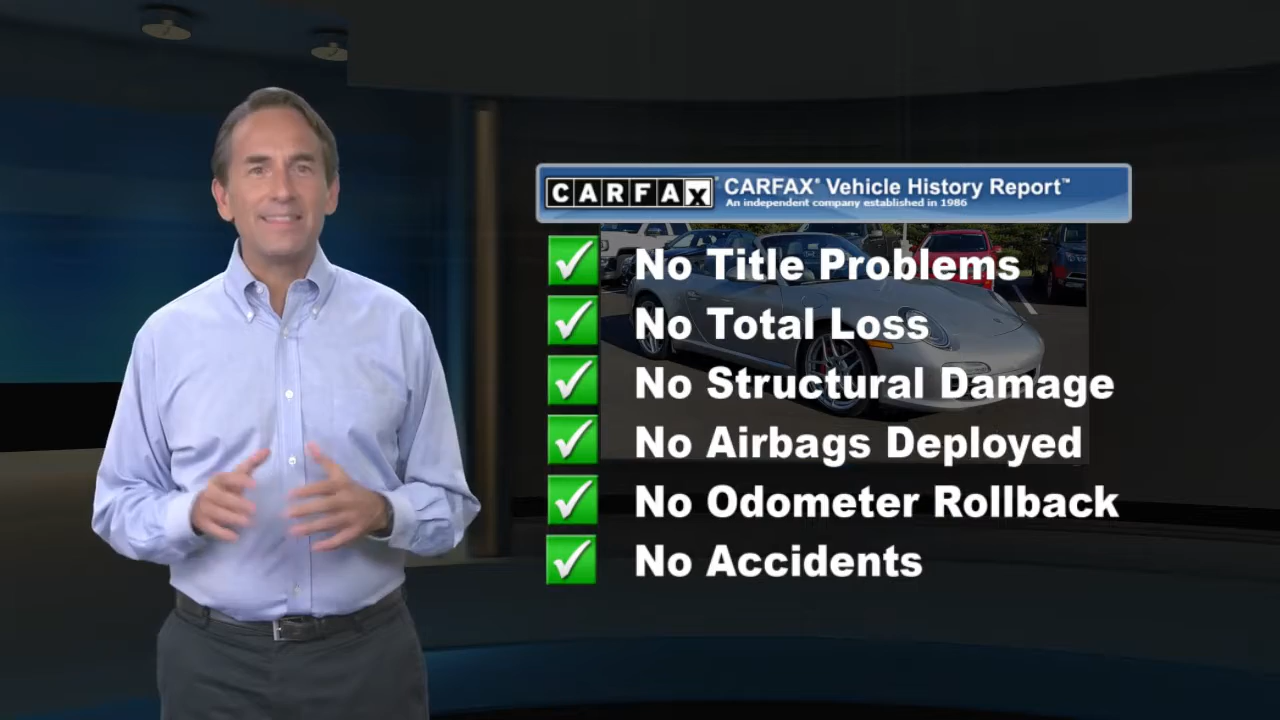 CARFAX® CARFAX® Vehicle History Report™
An independent company established in 1986
No Title Problems
No Total Loss
No Structural Damage
No Airbags Deployed
No Odometer Rollback
No Accidents